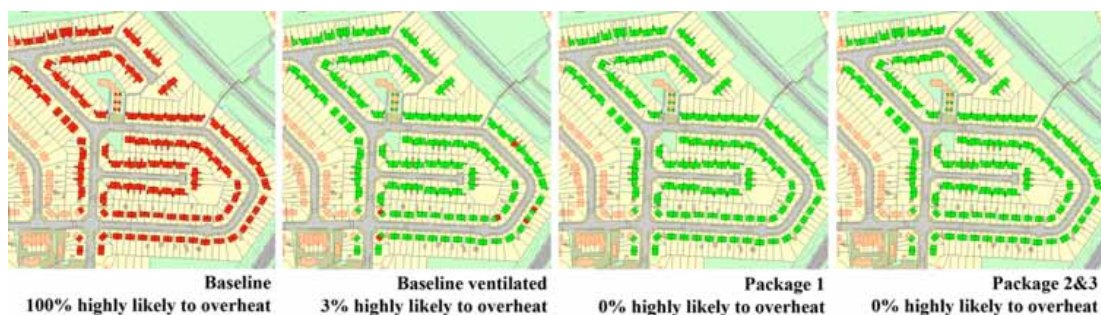 Baseline
100% highly likely to overheat
Baseline ventilated
3% highly likely to overheat
Package 1
0% highly likely to overheat
Package 2&3
0% highly likely to overheat